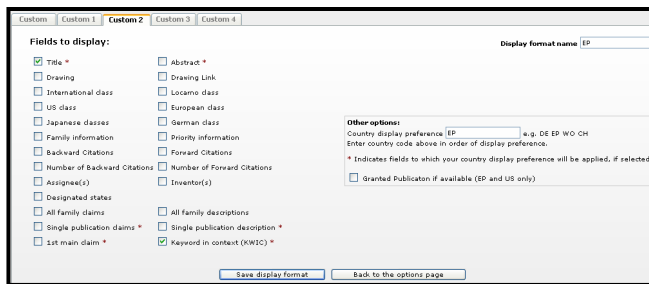 Custom Custom 1 Custom 2 Custom 3 Custom 4
Fields to display:
Display format name EP
Title * Abstract *
Drawing Drawing Link
International class Locarno class
US class European class
Japanese classes German class
Other options:
Family information Priority information
Country display preference EP e.g. DE EP WO CH
Backward Citations Forward Citations
Enter country code above in order of display preference.
Number of Backward Citations Number of Forward Citations
* Indicates fields to which your country display preference will be applied, if selected
Assignee(s) Inventor(s)
Granted Publicaton if available (EP and US only)
Designated states
All family claims All family descriptions
Single publication claims * Single publication description *
1st main claim * Keyword in context (KWIC) *
Save display format Back to the options page